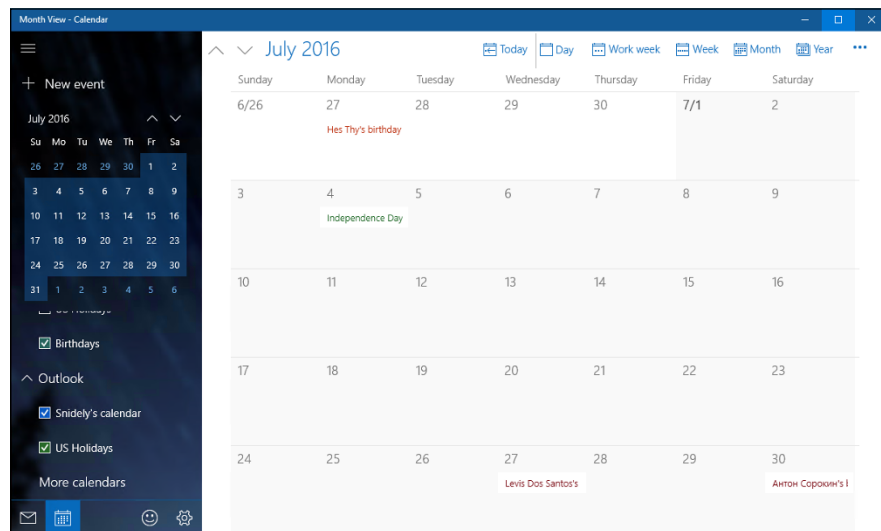 Month View - Calendar
New event
July 2016
Su Mo Tu We Th Fr Sa
26 27 28 29 30 1 2
3 4 5 6 7 8 9
10 11 12 13 14 15 16
17 18 19 20 21 22 23
24 25 26 27 28 29 30
31 1 2 3 4 5 6
Birthdays
Outlook
Snidely's calendar
US Holidays
More calendars
July 2016
Today Day Work week Week Month Year
Sunday Monday Tuesday Wednesday Thursday Friday Saturday
6/26 27 28 29 30 7/1 2
Hes Thy's birthday
3 4 5 6 7 8 9
Independence Day
10 11 12 13 14 15 16
17 18 19 20 21 22 23
24 25 26 27 28 29 30
Levis Dos Santos's Антон Сорокин's